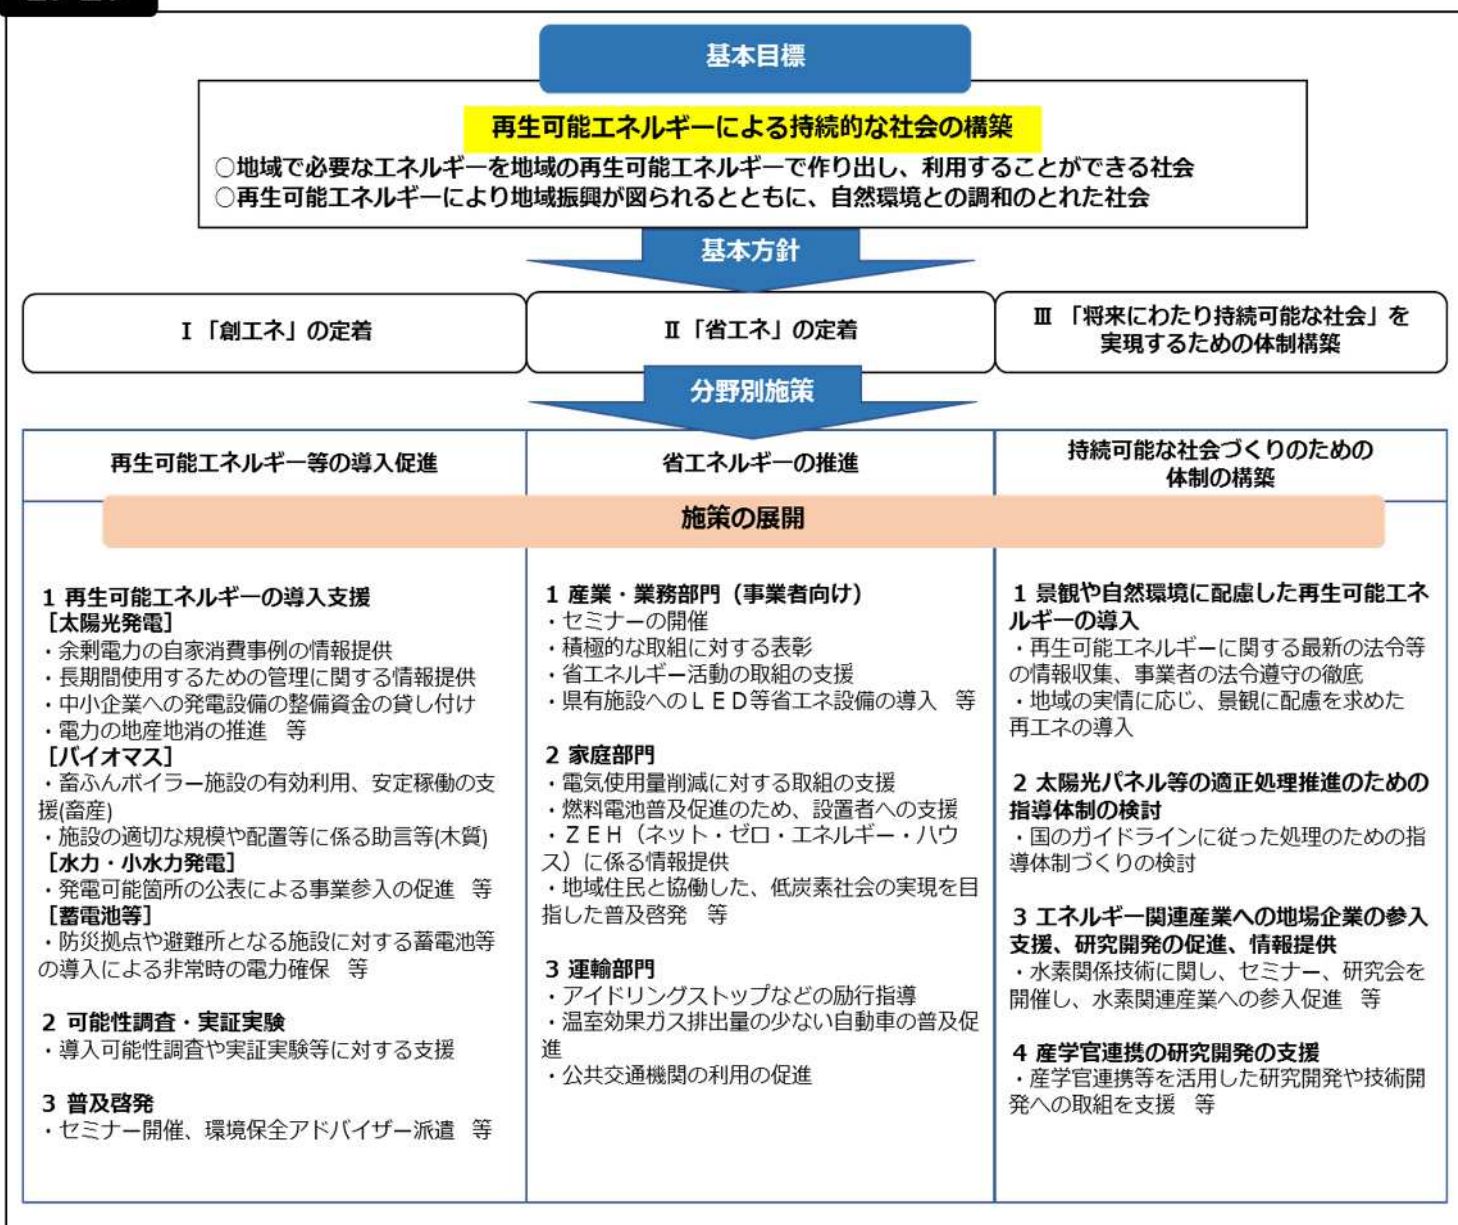 基本目標
再生可能エネルギーによる持続的な社会の構築
○地域で必要なエネルギーを地域の再生可能エネルギーで作り出し、利用することができる社会
○再生可能エネルギーにより地域振興が図られるとともに、自然環境との調和のとれた社会
基本方針
Ⅰ「創エネ」の定着
Ⅱ「省エネ」の定着
Ⅲ 「将来にわたり持続可能な社会」を
実現するための体制構築
分野別施策
再生可能エネルギー等の導入促進
省エネルギーの推進
持続可能な社会づくりのための
体制の構築
施策の展開
1 再生可能エネルギーの導入支援
［太陽光発電］
・余剰電力の自家消費事例の情報提供
・長期間使用するための管理に関する情報提供
・中小企業への発電設備の整備資金の貸し付け
・電力の地産地消の推進　等
［バイオマス］
・畜ふんボイラー施設の有効利用、安定稼働の支
援(畜産)
・施設の適切な規模や配置等に係る助言等(木質)
［水力・小水力発電］
・発電可能箇所の公表による事業参入の促進　等
［蓄電池等］
・防災拠点や避難所となる施設に対する蓄電池等
の導入による非常時の電力確保　等
2 可能性調査・実証実験
・導入可能性調査や実証実験等に対する支援
3 普及啓発
・セミナー開催、環境保全アドバイザー派遣　等
1 産業・業務部門（事業者向け）
・セミナーの開催
・積極的な取組に対する表彰
・省エネルギー活動の取組の支援
・県有施設へのＬＥＤ等省エネ設備の導入　等
2 家庭部門
・電気使用量削減に対する取組の支援
・燃料電池普及促進のため、設置者への支援
・ＺＥＨ（ネット・ゼロ・エネルギー・ハウ
ス）に係る情報提供
・地域住民と協働した、低炭素社会の実現を目
指した普及啓発　等
3 運輸部門
・アイドリングストップなどの励行指導
・温室効果ガス排出量の少ない自動車の普及促
進
・公共交通機関の利用の促進
1 景観や自然環境に配慮した再生可能エネ
ルギーの導入
・再生可能エネルギーに関する最新の法令等
の情報収集、事業者の法令遵守の徹底
・地域の実情に応じ、景観に配慮を求めた
再エネの導入
2 太陽光パネル等の適正処理推進のための
指導体制の検討
・国のガイドラインに従った処理のための指
導体制づくりの検討
3 エネルギー関連産業への地場企業の参入
支援、研究開発の促進、情報提供
・水素関係技術に関し、セミナー、研究会を
開催し、水素関連産業への参入促進　等
4 産学官連携の研究開発の支援
・産学官連携等を活用した研究開発や技術開
発への取組を支援　等